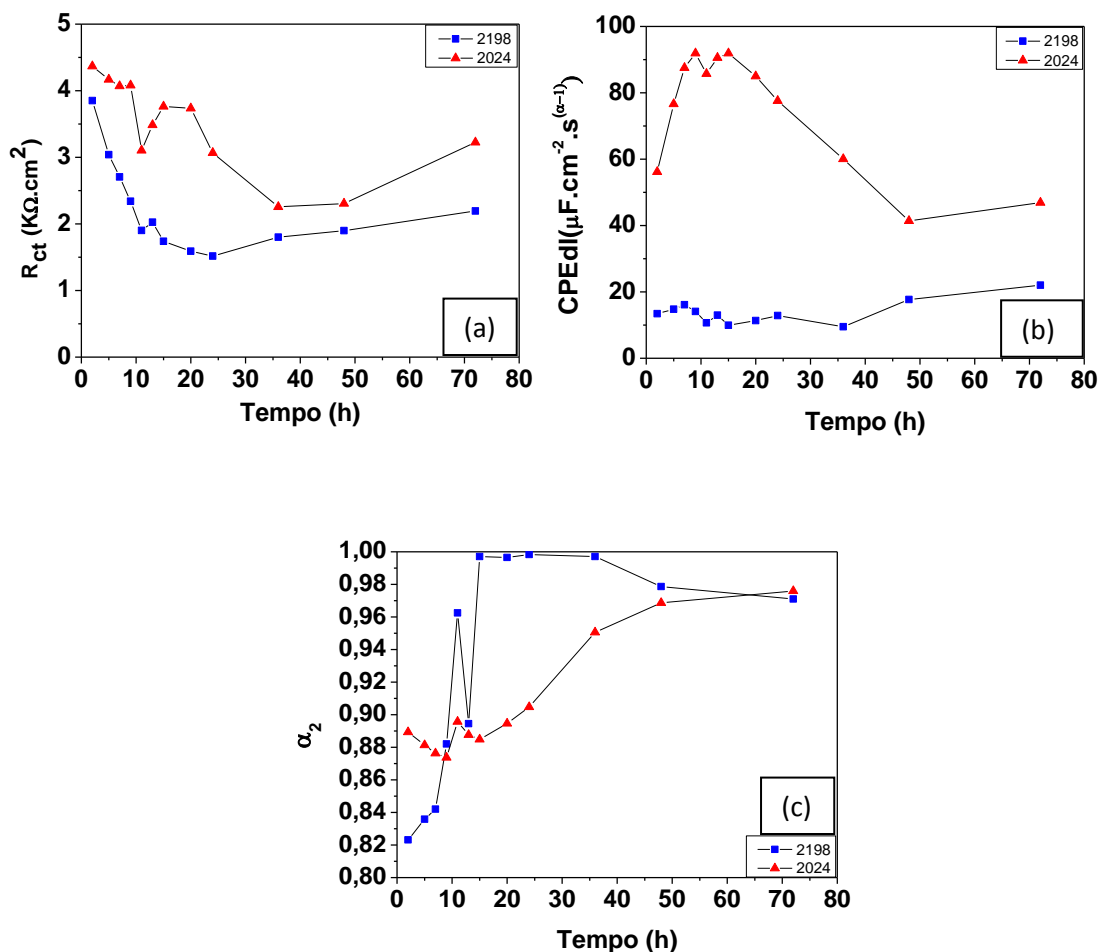 5
4
3
2
1
0
R_ct (KΩ.cm²)
2198
2024
(a)
0 10 20 30 40 50 60 70 80
Tempo (h)
100
80
60
40
20
0
CPEdl(μF.cm⁻².s^(α−1))
2198
2024
(b)
0 10 20 30 40 50 60 70 80
Tempo (h)
1,00
0,98
0,96
0,94
0,92
0,90
0,88
0,86
0,84
0,82
0,80
α₂
(c)
2198
2024
0 10 20 30 40 50 60 70 80
Tempo (h)